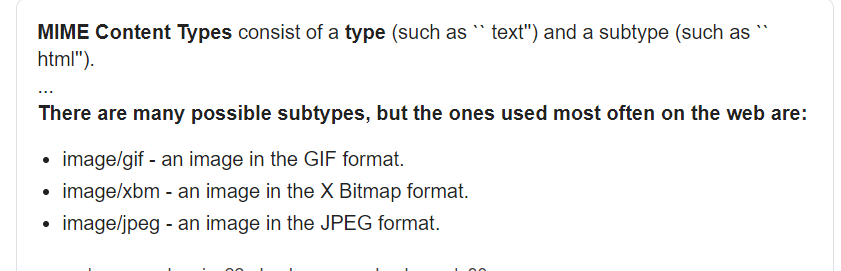 MIME Content Types consist of a type (such as `` text") and a subtype (such as ``
html").
...
There are many possible subtypes, but the ones used most often on the web are:
• image/gif - an image in the GIF format.
• image/xbm - an image in the X Bitmap format.
• image/jpeg - an image in the JPEG format.